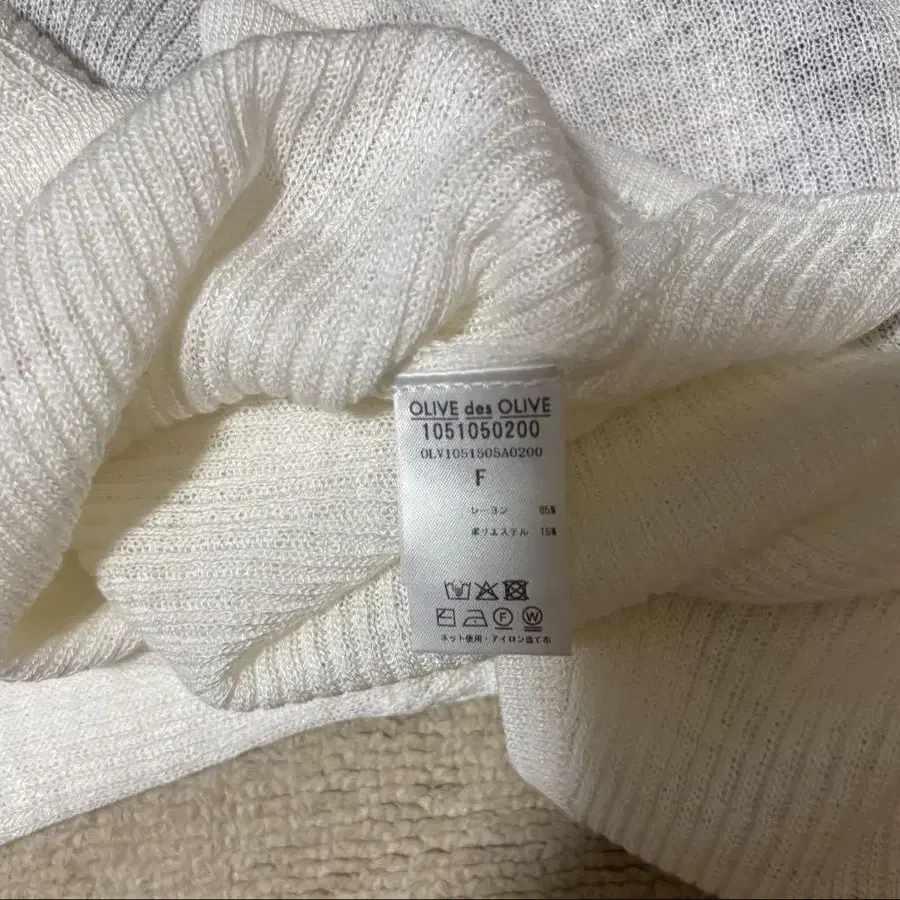 OLIVE des OLIVE
1051050200
OLV1051505A0200
F
レーヨン 85%
ポリエステル 15%
F W
ネット使用・アイロン当て布